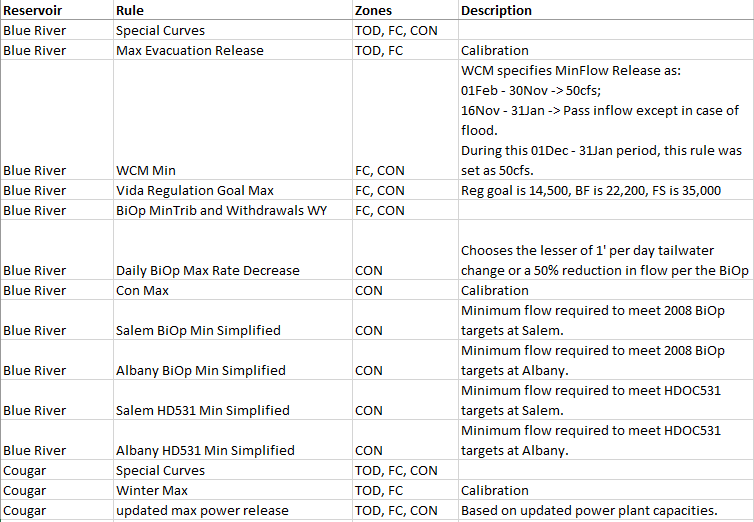 Reservoir Rule Zones Description
Blue River Special Curves TOD, FC, CON
Blue River Max Evacuation Release TOD, FC Calibration
WCM specifies MinFlow Release as:
01Feb - 30Nov -> 50cfs;
16Nov - 31Jan -> Pass inflow except in case of
flood.
During this 01Dec - 31Jan period, this rule was
Blue River WCM Min FC, CON set as 50cfs.
Blue River Vida Regulation Goal Max FC, CON Reg goal is 14,500, BF is 22,200, FS is 35,000
Blue River BiOp MinTrib and Withdrawals WY FC, CON
Chooses the lesser of 1' per day tailwater
Blue River Daily BiOp Max Rate Decrease CON change or a 50% reduction in flow per the BiOp
Blue River Con Max CON Calibration
Minimum flow required to meet 2008 BiOp
Blue River Salem BiOp Min Simplified CON targets at Salem.
Minimum flow required to meet 2008 BiOp
Blue River Albany BiOp Min Simplified CON targets at Albany.
Minimum flow required to meet HDOC531
Blue River Salem HD531 Min Simplified CON targets at Salem.
Minimum flow required to meet HDOC531
Blue River Albany HD531 Min Simplified CON targets at Albany.
Cougar Special Curves TOD, FC, CON
Cougar Winter Max TOD, FC Calibration
Cougar updated max power release TOD, FC, CON Based on updated power plant capacities.